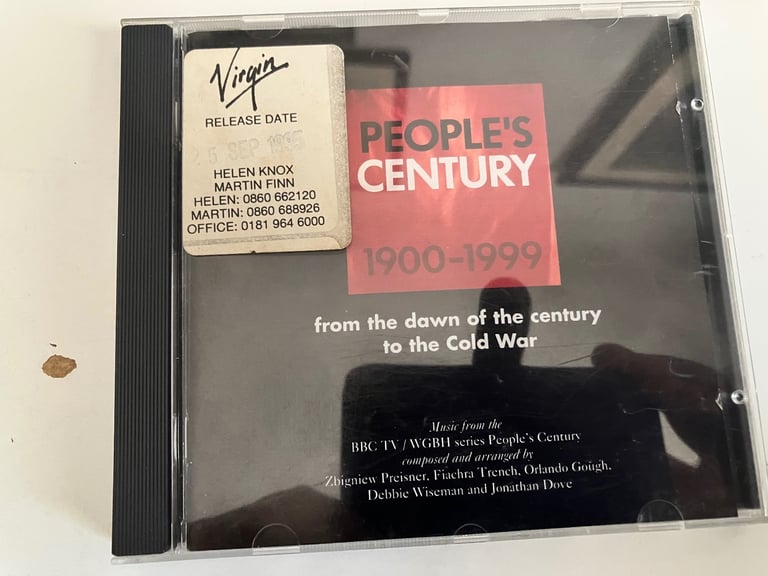 Virgin
RELEASE DATE
25 SEP 1995
HELEN KNOX
MARTIN FINN
HELEN: 0860 662120
MARTIN: 0860 688926
OFFICE: 0181 964 6000
PEOPLE'S
CENTURY
1900-1999
from the dawn of the century
to the Cold War
Music from the
BBC TV / WGBH series People's Century
composed and arranged by
Zbigniew Preisner, Fiachra Trench, Orlando Gough,
Debbie Wiseman and Jonathan Dove